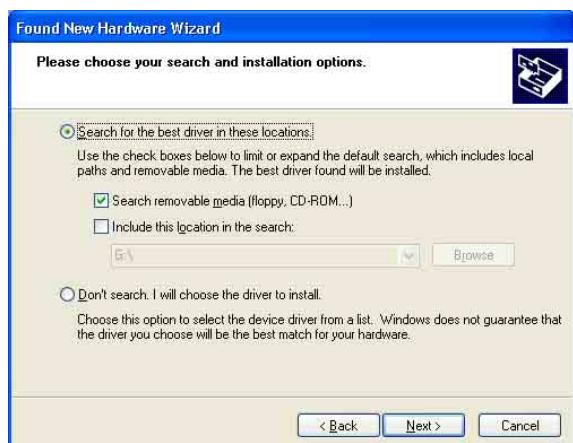 Found New Hardware Wizard
Please choose your search and installation options.
Search for the best driver in these locations.
Use the check boxes below to limit or expand the default search, which includes local
paths and removable media. The best driver found will be installed.
Search removable media (floppy, CD-ROM...)
Include this location in the search:
G:\
Browse
Don't search. I will choose the driver to install.
Choose this option to select the device driver from a list.  Windows does not guarantee that
the driver you choose will be the best match for your hardware.
< Back
Next >
Cancel